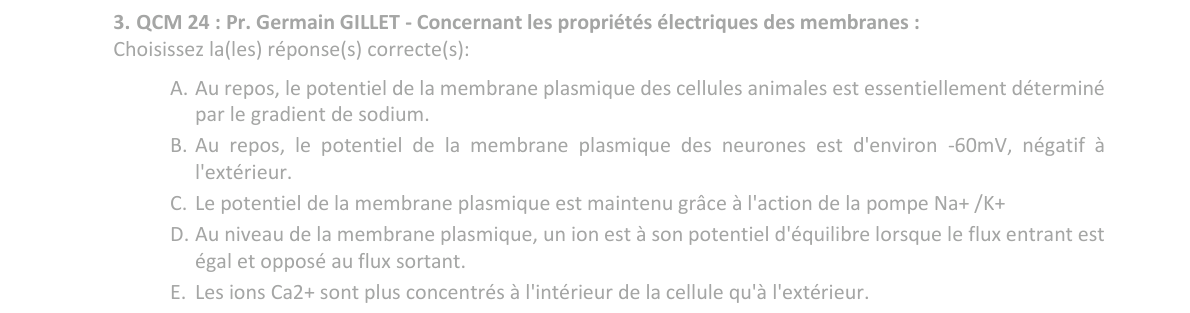 3. QCM 24 : Pr. Germain GILLET - Concernant les propriétés électriques des membranes :
Choisissez la(les) réponse(s) correcte(s):
A. Au repos, le potentiel de la membrane plasmique des cellules animales est essentiellement déterminé
par le gradient de sodium.
B. Au repos, le potentiel de la membrane plasmique des neurones est d'environ -60mV, négatif à
l'extérieur.
C. Le potentiel de la membrane plasmique est maintenu grâce à l'action de la pompe Na+ /K+
D. Au niveau de la membrane plasmique, un ion est à son potentiel d'équilibre lorsque le flux entrant est
égal et opposé au flux sortant.
E. Les ions Ca2+ sont plus concentrés à l'intérieur de la cellule qu'à l'extérieur.